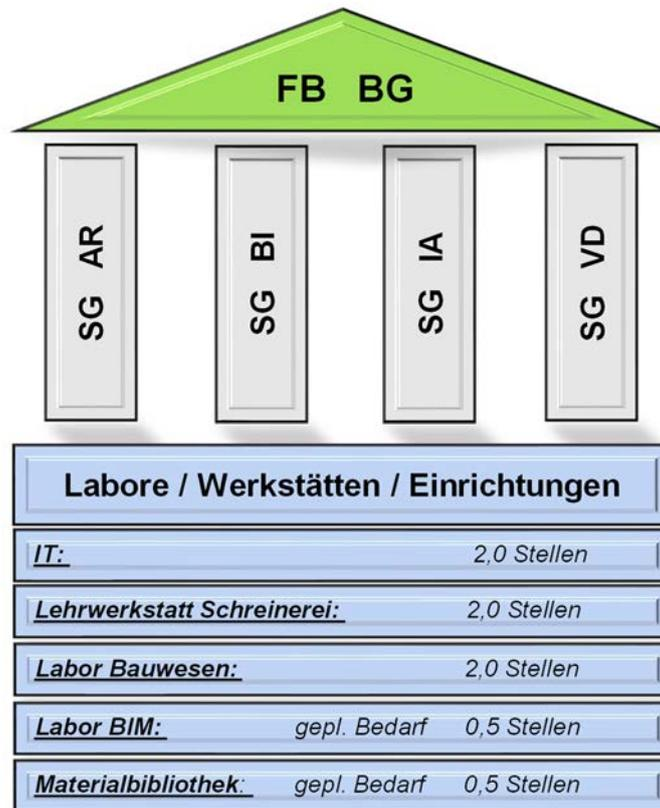 FB BG
SG AR
SG BI
SG IA
SG VD
Labore / Werkstätten / Einrichtungen
IT: 2,0 Stellen
Lehrwerkstatt Schreinerei: 2,0 Stellen
Labor Bauwesen: 2,0 Stellen
Labor BIM: gepl. Bedarf 0,5 Stellen
Materialbibliothek: gepl. Bedarf 0,5 Stellen